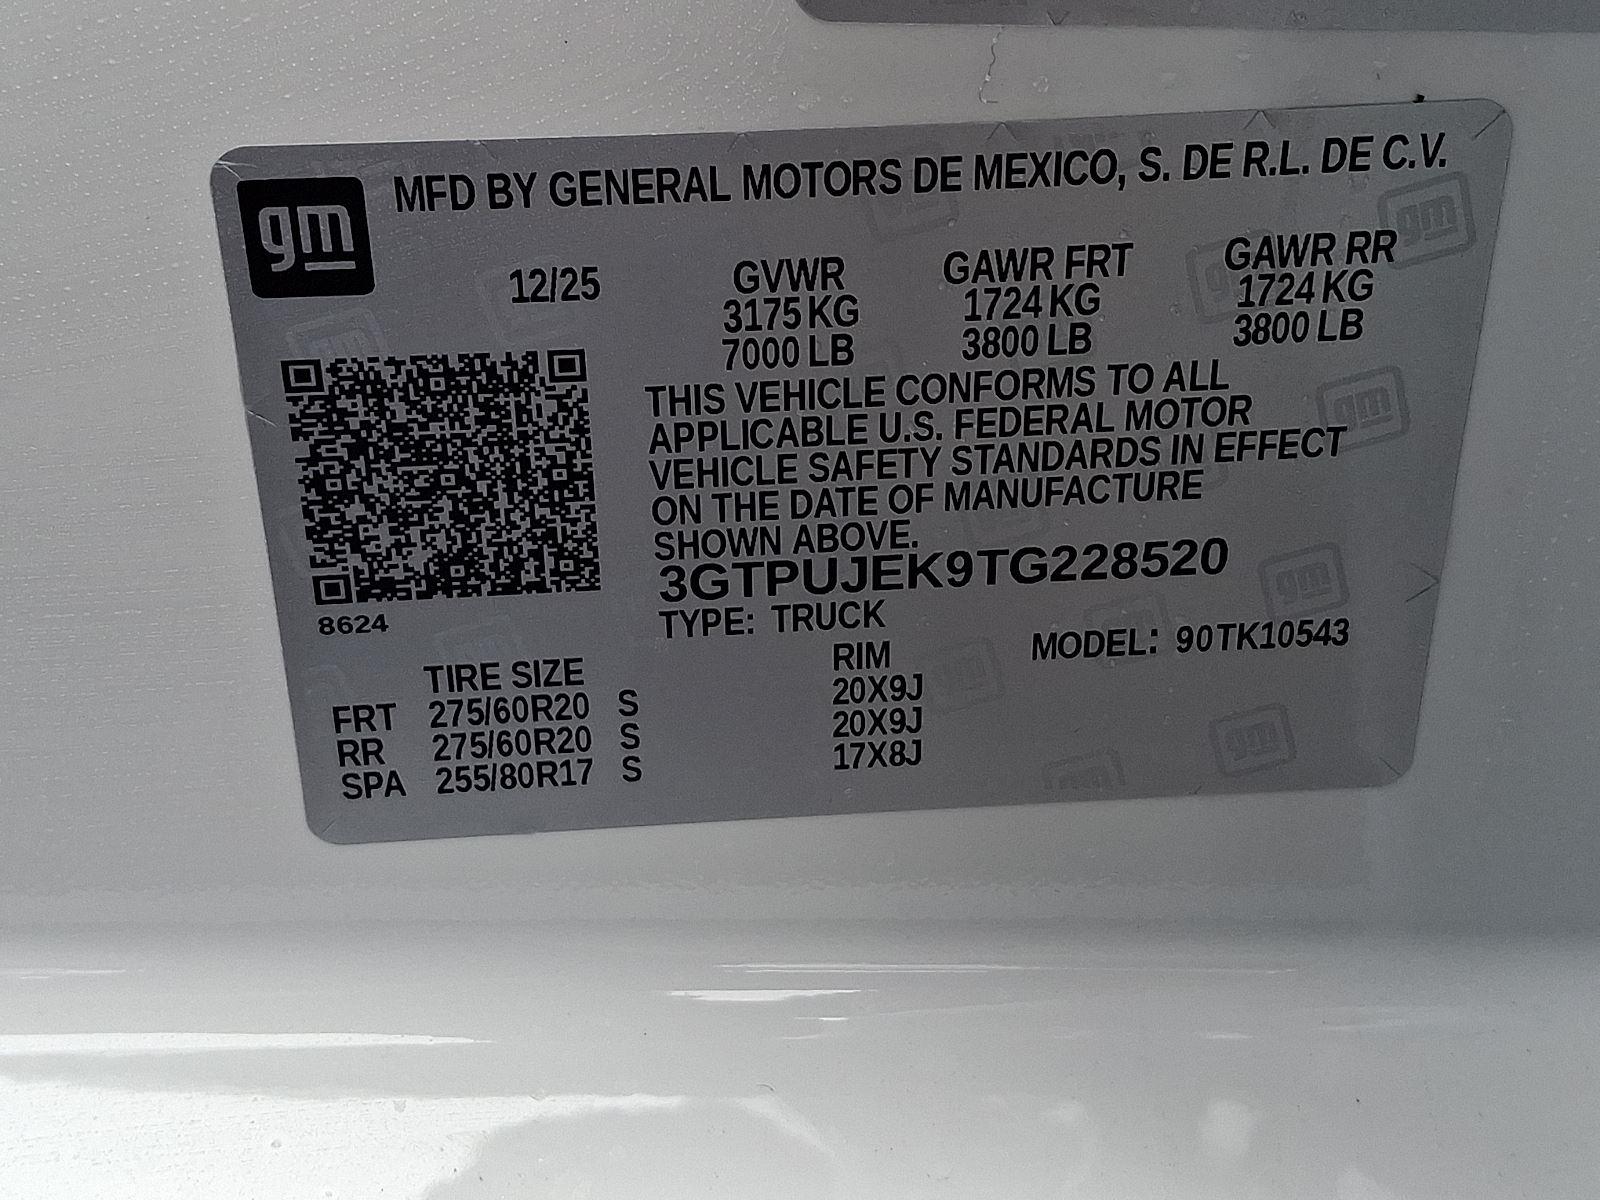 gm MFD BY GENERAL MOTORS DE MEXICO, S. DE R.L. DE C.V.
12/25 GVWR GAWR FRT GAWR RR
3175 KG 1724 KG 1724 KG
7000 LB 3800 LB 3800 LB
THIS VEHICLE CONFORMS TO ALL
APPLICABLE U.S. FEDERAL MOTOR
VEHICLE SAFETY STANDARDS IN EFFECT
ON THE DATE OF MANUFACTURE
SHOWN ABOVE.
3GTPUJEK9TG228520
8624 TYPE: TRUCK MODEL: 90TK10543
TIRE SIZE RIM
FRT 275/60R20 S 20X9J
RR 275/60R20 S 20X9J
SPA 255/80R17 S 17X8J